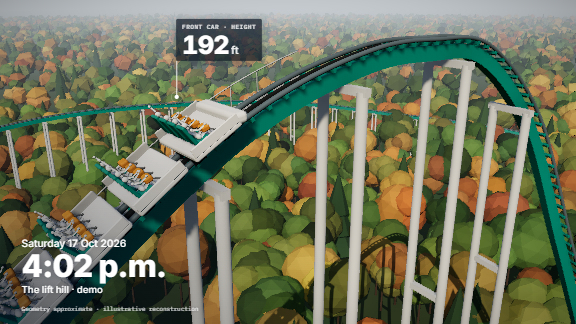 FRONT CAR · HEIGHT
192 ft
Saturday 17 Oct 2026
4:02 p.m.
The lift hill · demo
Geometry approximate · illustrative reconstruction